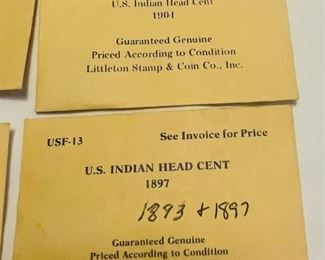 U.S. Indian Head Cent
1904
Guaranteed Genuine
Priced According to Condition
Littleton Stamp & Coin Co., Inc.
USF-13 See Invoice for Price
U.S. INDIAN HEAD CENT
1897
1893 + 1897
Guaranteed Genuine
Priced According to Condition